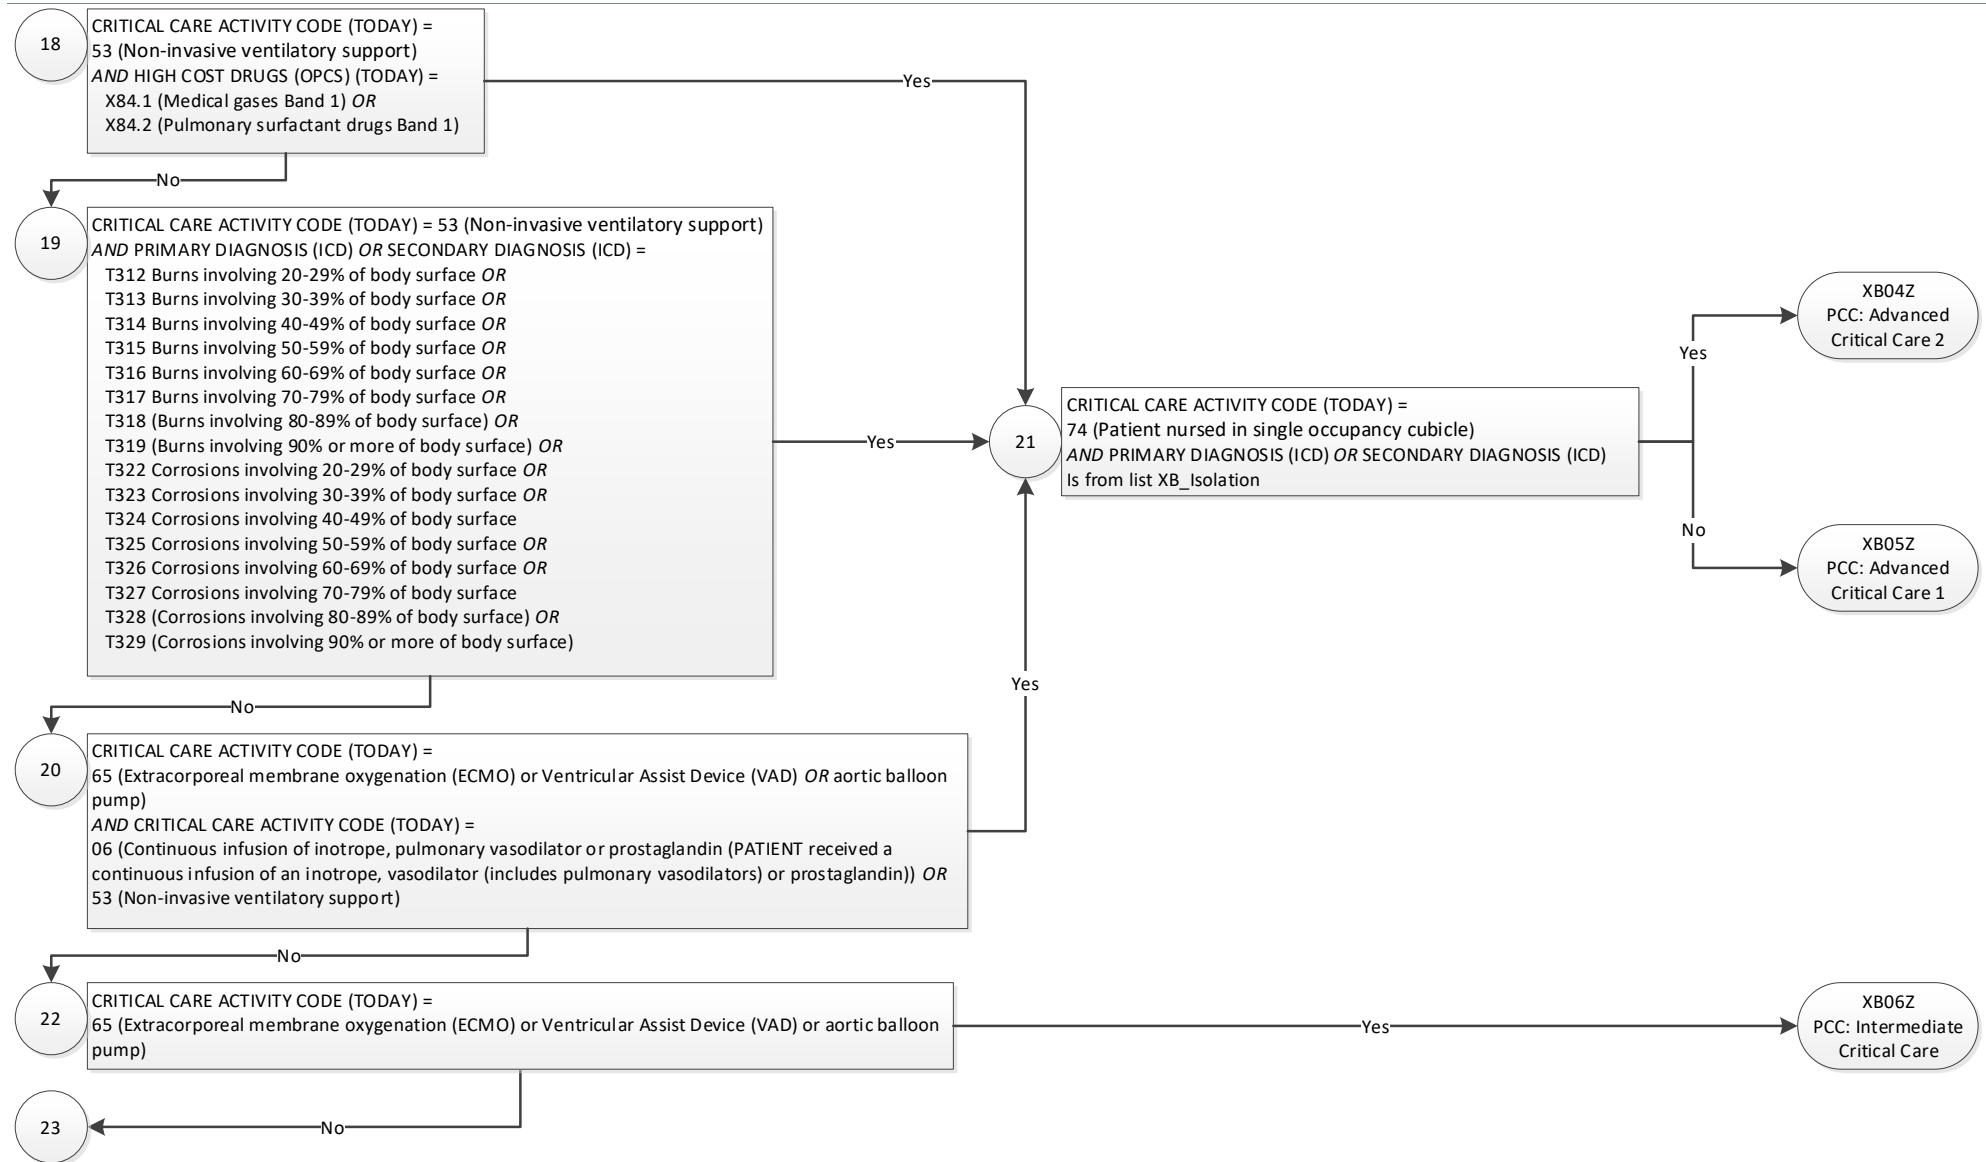 18
CRITICAL CARE ACTIVITY CODE (TODAY) =
53 (Non-invasive ventilatory support)
AND HIGH COST DRUGS (OPCS) (TODAY) =
X84.1 (Medical gases Band 1) OR
X84.2 (Pulmonary surfactant drugs Band 1)
Yes
No
19
CRITICAL CARE ACTIVITY CODE (TODAY) = 53 (Non-invasive ventilatory support)
AND PRIMARY DIAGNOSIS (ICD) OR SECONDARY DIAGNOSIS (ICD) =
T312 Burns involving 20-29% of body surface OR
T313 Burns involving 30-39% of body surface OR
T314 Burns involving 40-49% of body surface OR
T315 Burns involving 50-59% of body surface OR
T316 Burns involving 60-69% of body surface OR
T317 Burns involving 70-79% of body surface OR
T318 (Burns involving 80-89% of body surface) OR
T319 (Burns involving 90% or more of body surface) OR
T322 Corrosions involving 20-29% of body surface OR
T323 Corrosions involving 30-39% of body surface OR
T324 Corrosions involving 40-49% of body surface
T325 Corrosions involving 50-59% of body surface OR
T326 Corrosions involving 60-69% of body surface OR
T327 Corrosions involving 70-79% of body surface
T328 (Corrosions involving 80-89% of body surface) OR
T329 (Corrosions involving 90% or more of body surface)
Yes
No
21
CRITICAL CARE ACTIVITY CODE (TODAY) =
74 (Patient nursed in single occupancy cubicle)
AND PRIMARY DIAGNOSIS (ICD) OR SECONDARY DIAGNOSIS (ICD)
Is from list XB_Isolation
Yes
XB04Z
PCC: Advanced
Critical Care 2
No
XB05Z
PCC: Advanced
Critical Care 1
20
CRITICAL CARE ACTIVITY CODE (TODAY) =
65 (Extracorporeal membrane oxygenation (ECMO) or Ventricular Assist Device (VAD) OR aortic balloon
pump)
AND CRITICAL CARE ACTIVITY CODE (TODAY) =
06 (Continuous infusion of inotrope, pulmonary vasodilator or prostaglandin (PATIENT received a
continuous infusion of an inotrope, vasodilator (includes pulmonary vasodilators) or prostaglandin)) OR
53 (Non-invasive ventilatory support)
Yes
No
22
CRITICAL CARE ACTIVITY CODE (TODAY) =
65 (Extracorporeal membrane oxygenation (ECMO) or Ventricular Assist Device (VAD) or aortic balloon
pump)
Yes
XB06Z
PCC: Intermediate
Critical Care
No
23